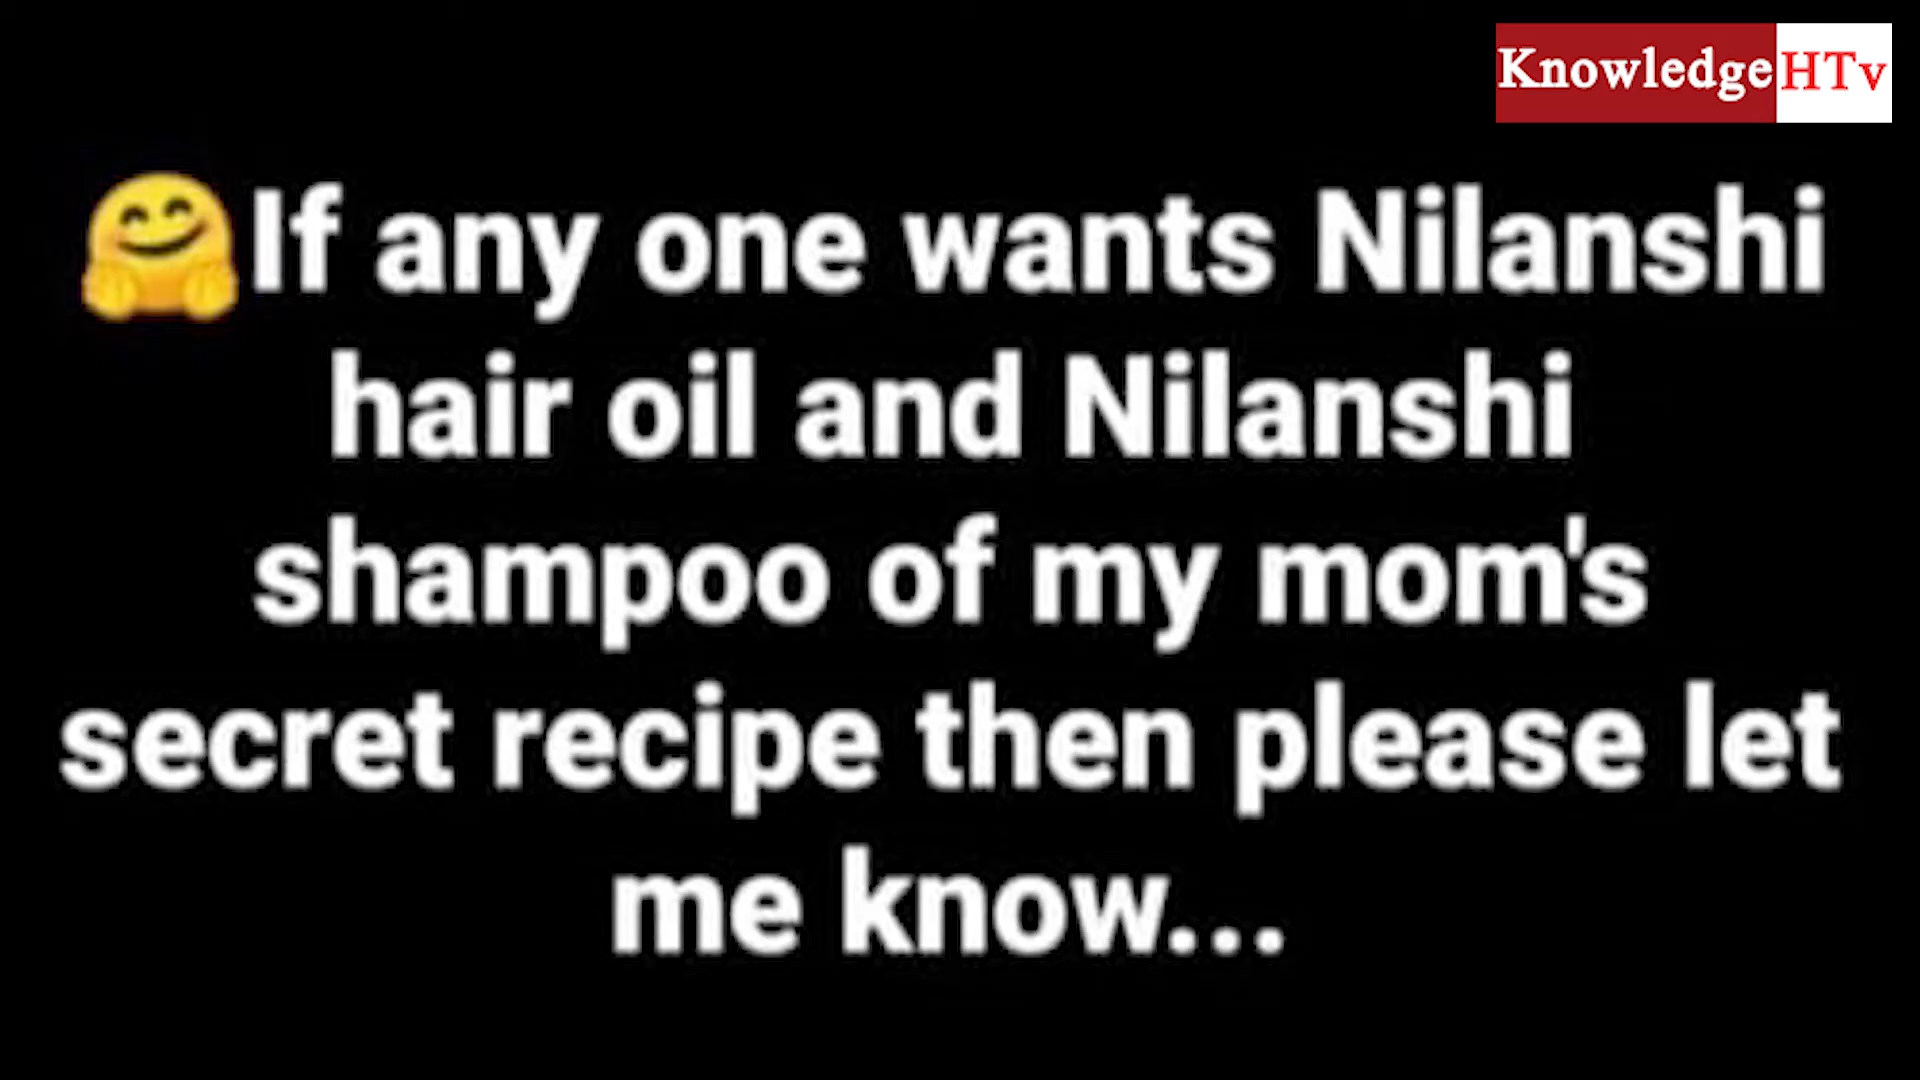 KnowledgeHTv
🤗If any one wants Nilanshi
hair oil and Nilanshi
shampoo of my mom's
secret recipe then please let
me know...